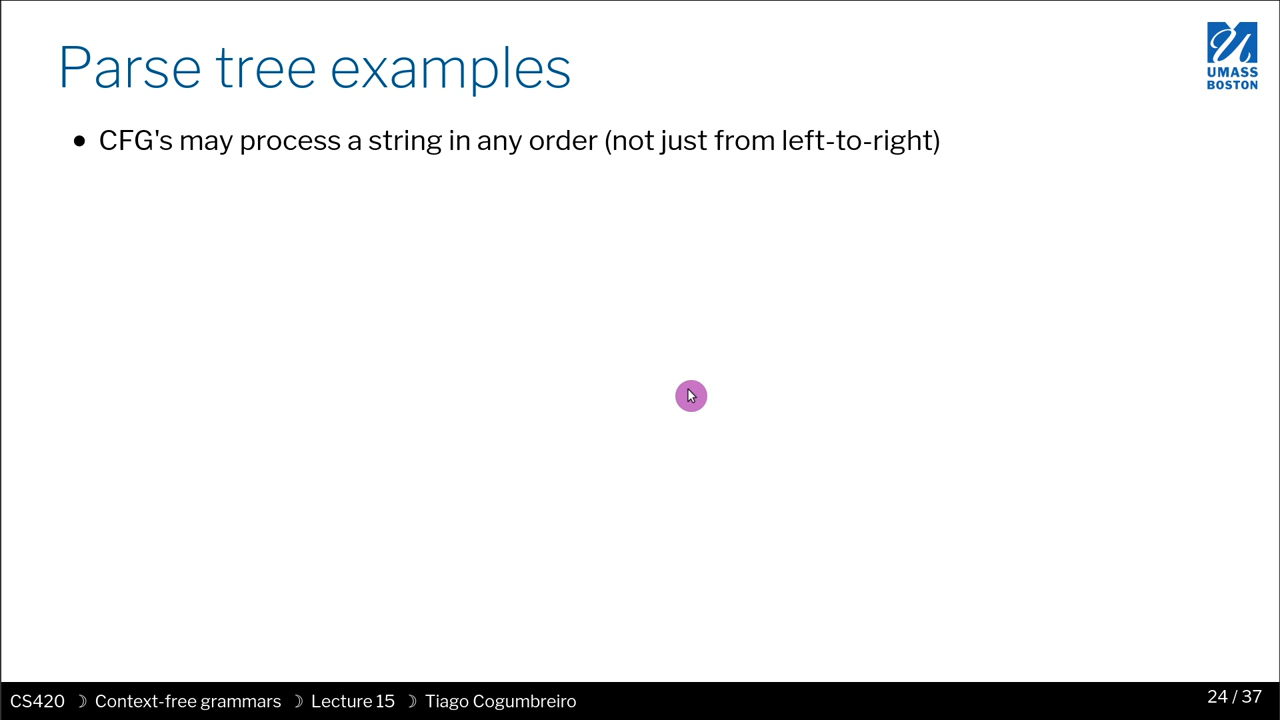 Parse tree examples
UMASS
BOSTON
• CFG's may process a string in any order (not just from left-to-right)
CS420 ☽ Context-free grammars ☽ Lecture 15 ☽ Tiago Cogumbreiro
24 / 37